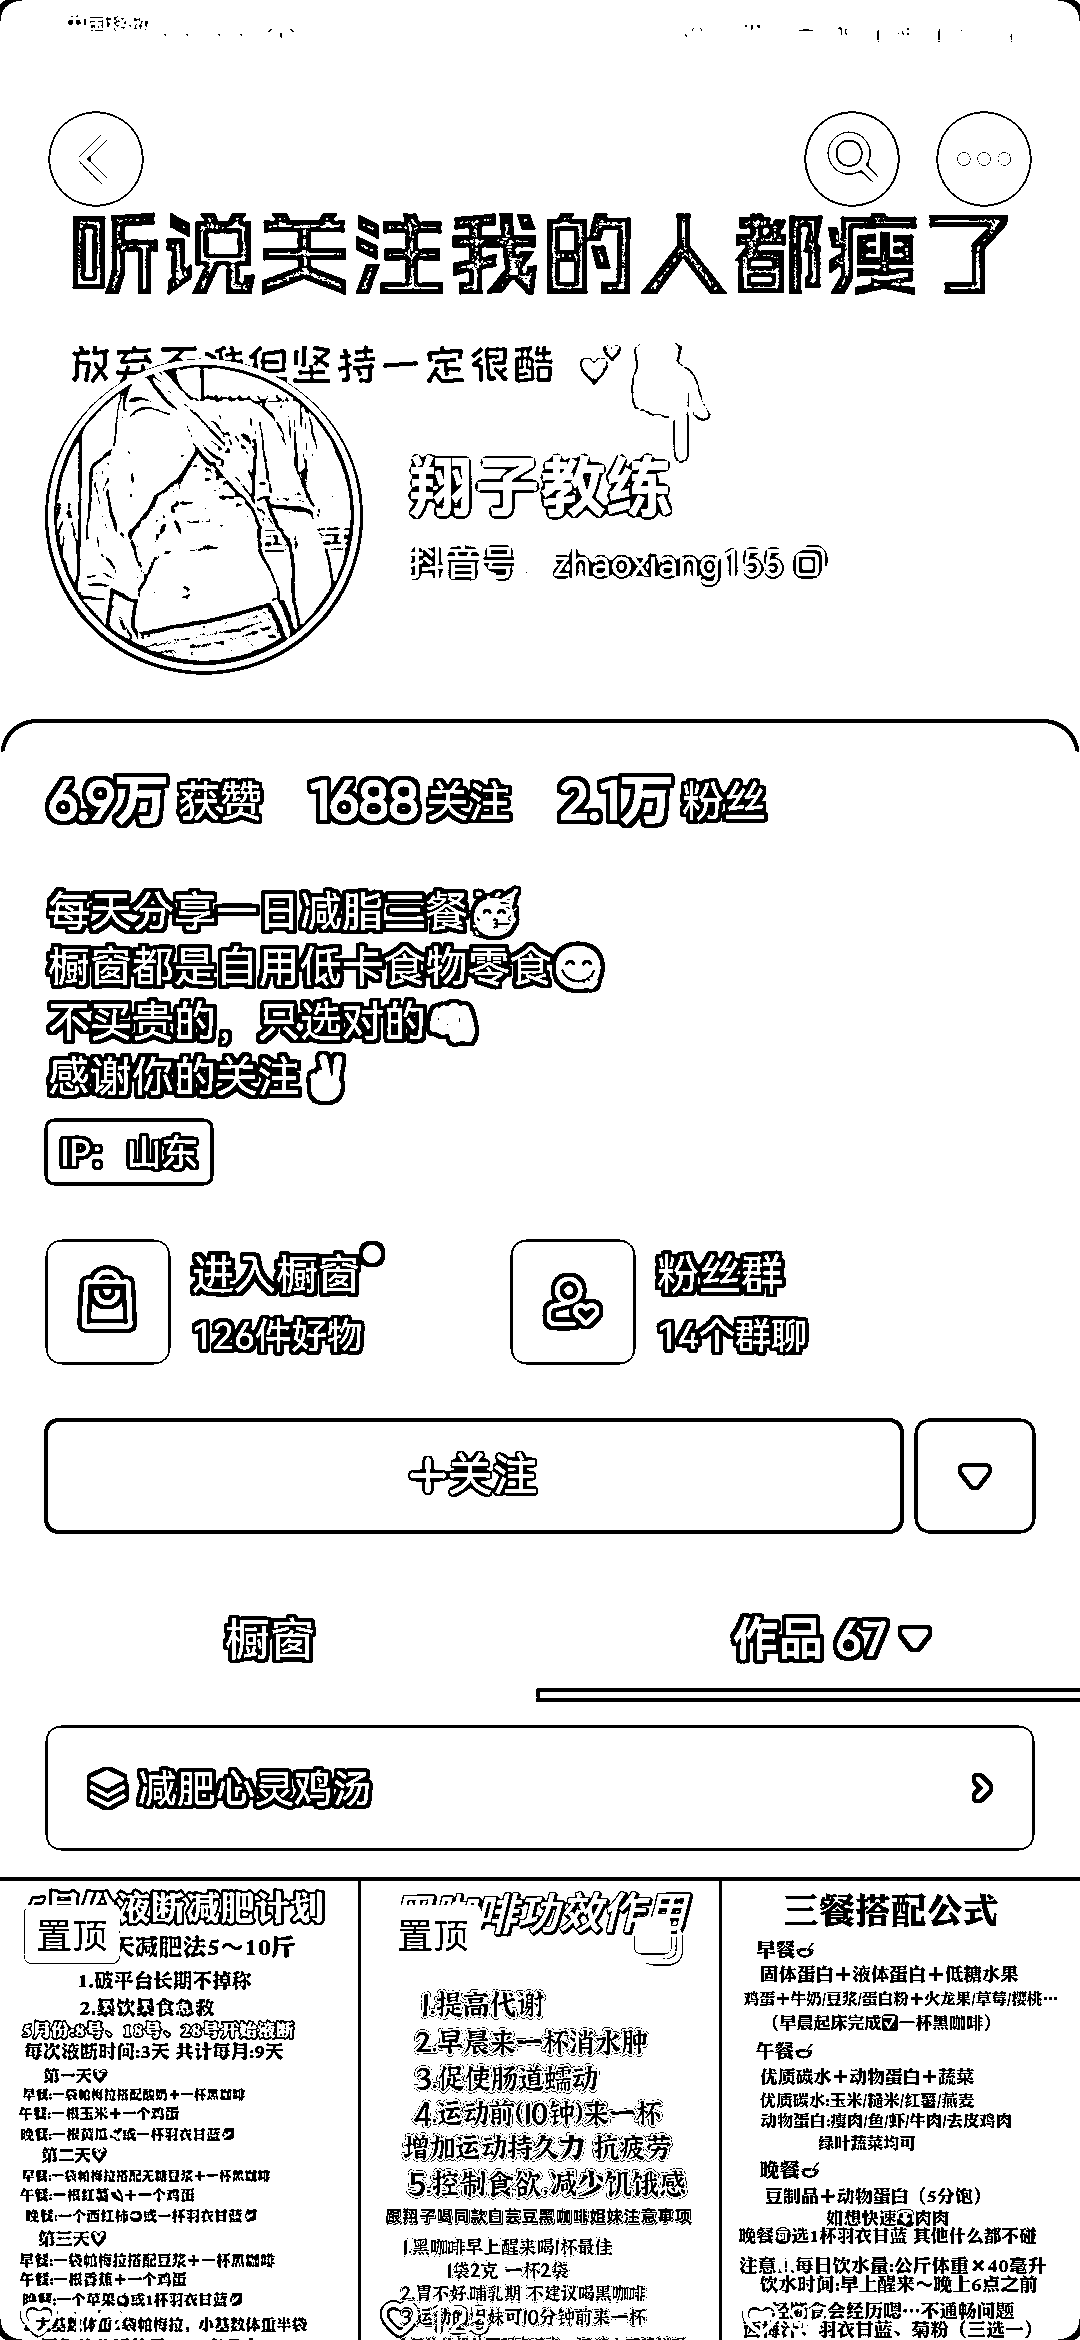 听说关注我的人都瘦了
放弃不难但坚持一定很酷
翔子教练
抖音号 zhaoxiang155
6.9万 获赞 1688 关注 2.1万 粉丝
每天分享一日减脂三餐
橱窗都是自用低卡食物零食
不买贵的，只选对的
感谢你的关注
IP：山东
进入橱窗
126件好物
粉丝群
14个群聊
+关注
橱窗
作品 67
减肥心灵鸡汤
置顶
液断减肥计划
天减肥法5～10斤
1.破平台长期不掉称
2.暴饮暴食急救
5月份:8号、18号、28号开始液断
每次液断时间:3天 共计每月:9天
第一天
早餐:一袋帕梅拉搭配酸奶+一杯黑咖啡
午餐:一根玉米+一个鸡蛋
晚餐:一根黄瓜 或一杯羽衣甘蓝
第二天
早餐:一袋帕梅拉搭配无糖豆浆+一杯黑咖啡
午餐:一根红薯+一个鸡蛋
晚餐:一个西红柿 或一杯羽衣甘蓝
第三天
早餐:一袋帕梅拉搭配豆浆+一杯黑咖啡
午餐:一根香蕉+一个鸡蛋
晚餐:一个苹果 或1杯羽衣甘蓝
大基数体重:袋帕梅拉，小基数体重半袋
置顶
黑咖啡功效作用
1.提高代谢
2.早晨来一杯消水肿
3.促使肠道蠕动
4.运动前(10钟)来一杯
增加运动持久力 抗疲劳
5.控制食欲,减少饥饿感
跟翔子喝同款自芸豆黑咖啡姐妹注意事项
1.黑咖啡早上醒来喝1杯最佳
1袋2克 一杯2袋
2.胃不好.哺乳期 不建议喝黑咖啡
3运动的姐妹可10分钟前来一杯
三餐搭配公式
早餐
固体蛋白+液体蛋白+低糖水果
鸡蛋+牛奶/豆浆/蛋白粉+火龙果/草莓/樱桃…
（早晨起床完成 一杯黑咖啡）
午餐
优质碳水+动物蛋白+蔬菜
优质碳水:玉米/糙米/红薯/燕麦
动物蛋白:瘦肉/鱼/虾/牛肉/去皮鸡肉
绿叶蔬菜均可
晚餐
豆制品+动物蛋白（5分饱）
如想快速 肉肉
晚餐 选1杯羽衣甘蓝 其他什么都不碰
注意 每日饮水量:公斤体重×40毫升
饮水时间:早上醒来～晚上6点之前
会经历嗯…不通畅问题
西梅汁、羽衣甘蓝、菊粉（三选一）